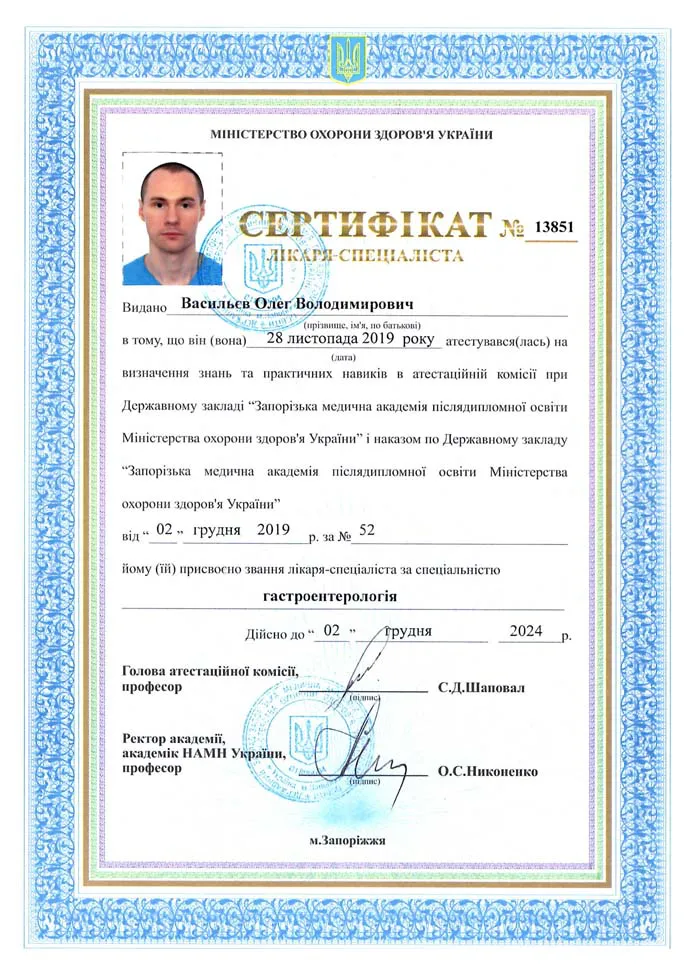 МІНІСТЕРСТВО ОХОРОНИ ЗДОРОВ'Я УКРАЇНИ
СЕРТИФІКАТ № 13851
ЛІКАРЯ-СПЕЦІАЛІСТА
Видано Васильєв Олег Володимирович
(прізвище, ім'я, по батькові)
в тому, що він (вона) 28 листопада 2019 року атестувався(лась) на
(дата)
визначення знань та практичних навиків в атестаційній комісії при
Державному закладі “Запорізька медична академія післядипломної освіти
Міністерства охорони здоров'я України” і наказом по Державному закладу
“Запорізька медична академія післядипломної освіти Міністерства
охорони здоров'я України”
від “ 02 ” грудня 2019 р. за № 52
йому (їй) присвоєно звання лікаря-спеціаліста за спеціальністю
гастроентерологія
Дійсно до “ 02 ” грудня 2024 р.
Голова атестаційної комісії,
професор С.Д.Шаповал
(підпис)
Ректор академії,
академік НАМН України,
професор О.С.Никоненко
(підпис)
м.Запоріжжя